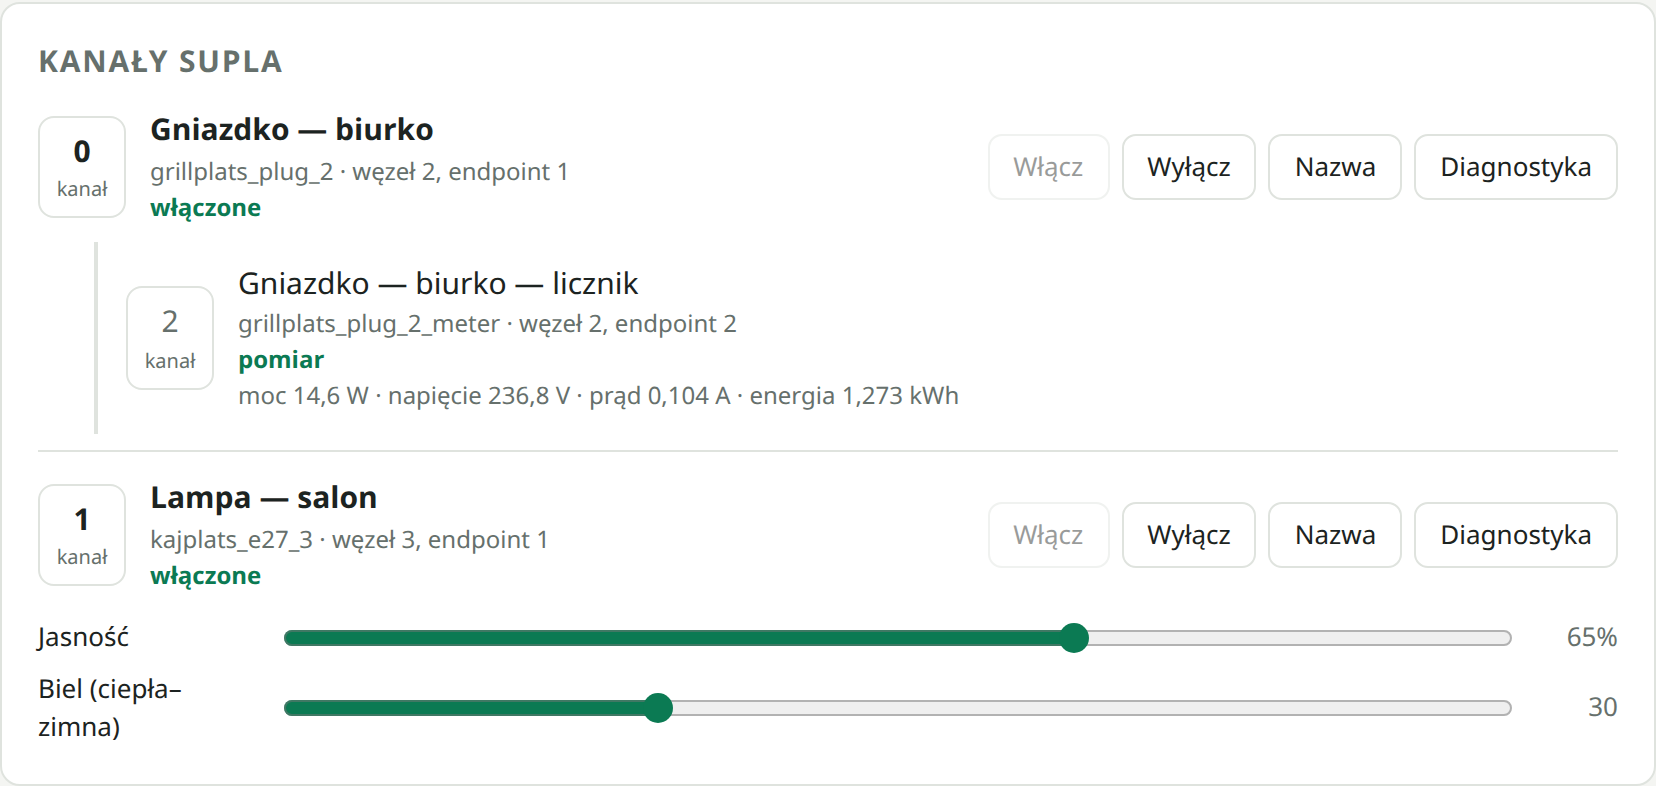 KANAŁY SUPLA
0
kanał
Gniazdko — biurko
grillplats_plug_2 · węzeł 2, endpoint 1
włączone
Włącz
Wyłącz
Nazwa
Diagnostyka
2
kanał
Gniazdko — biurko — licznik
grillplats_plug_2_meter · węzeł 2, endpoint 2
pomiar
moc 14,6 W · napięcie 236,8 V · prąd 0,104 A · energia 1,273 kWh
1
kanał
Lampa — salon
kajplats_e27_3 · węzeł 3, endpoint 1
włączone
Włącz
Wyłącz
Nazwa
Diagnostyka
Jasność
65%
Biel (ciepła–
zimna)
30